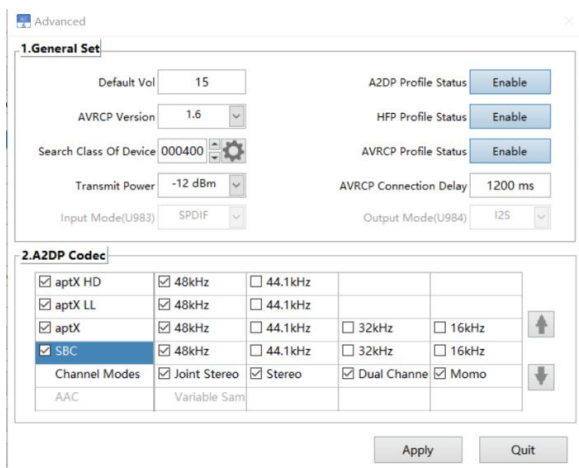 Advanced
1.General Set
Default Vol 15 A2DP Profile Status Enable
AVRCP Version 1.6 HFP Profile Status Enable
Search Class Of Device 000400 AVRCP Profile Status Enable
Transmit Power -12 dBm AVRCP Connection Delay 1200 ms
Input Mode(U983) SPDIF Output Mode(U984) I2S
2.A2DP Codec
aptX HD 48kHz 44.1kHz
aptX LL 48kHz 44.1kHz
aptX 48kHz 44.1kHz 32kHz 16kHz
SBC 48kHz 44.1kHz 32kHz 16kHz
Channel Modes Joint Stereo Stereo Dual Channe Momo
AAC Variable Sam
Apply Quit